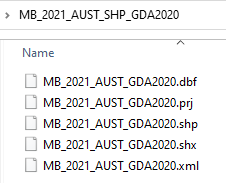 MB_2021_AUST_SHP_GDA2020
Name
MB_2021_AUST_GDA2020.dbf
MB_2021_AUST_GDA2020.prj
MB_2021_AUST_GDA2020.shp
MB_2021_AUST_GDA2020.shx
MB_2021_AUST_GDA2020.xml